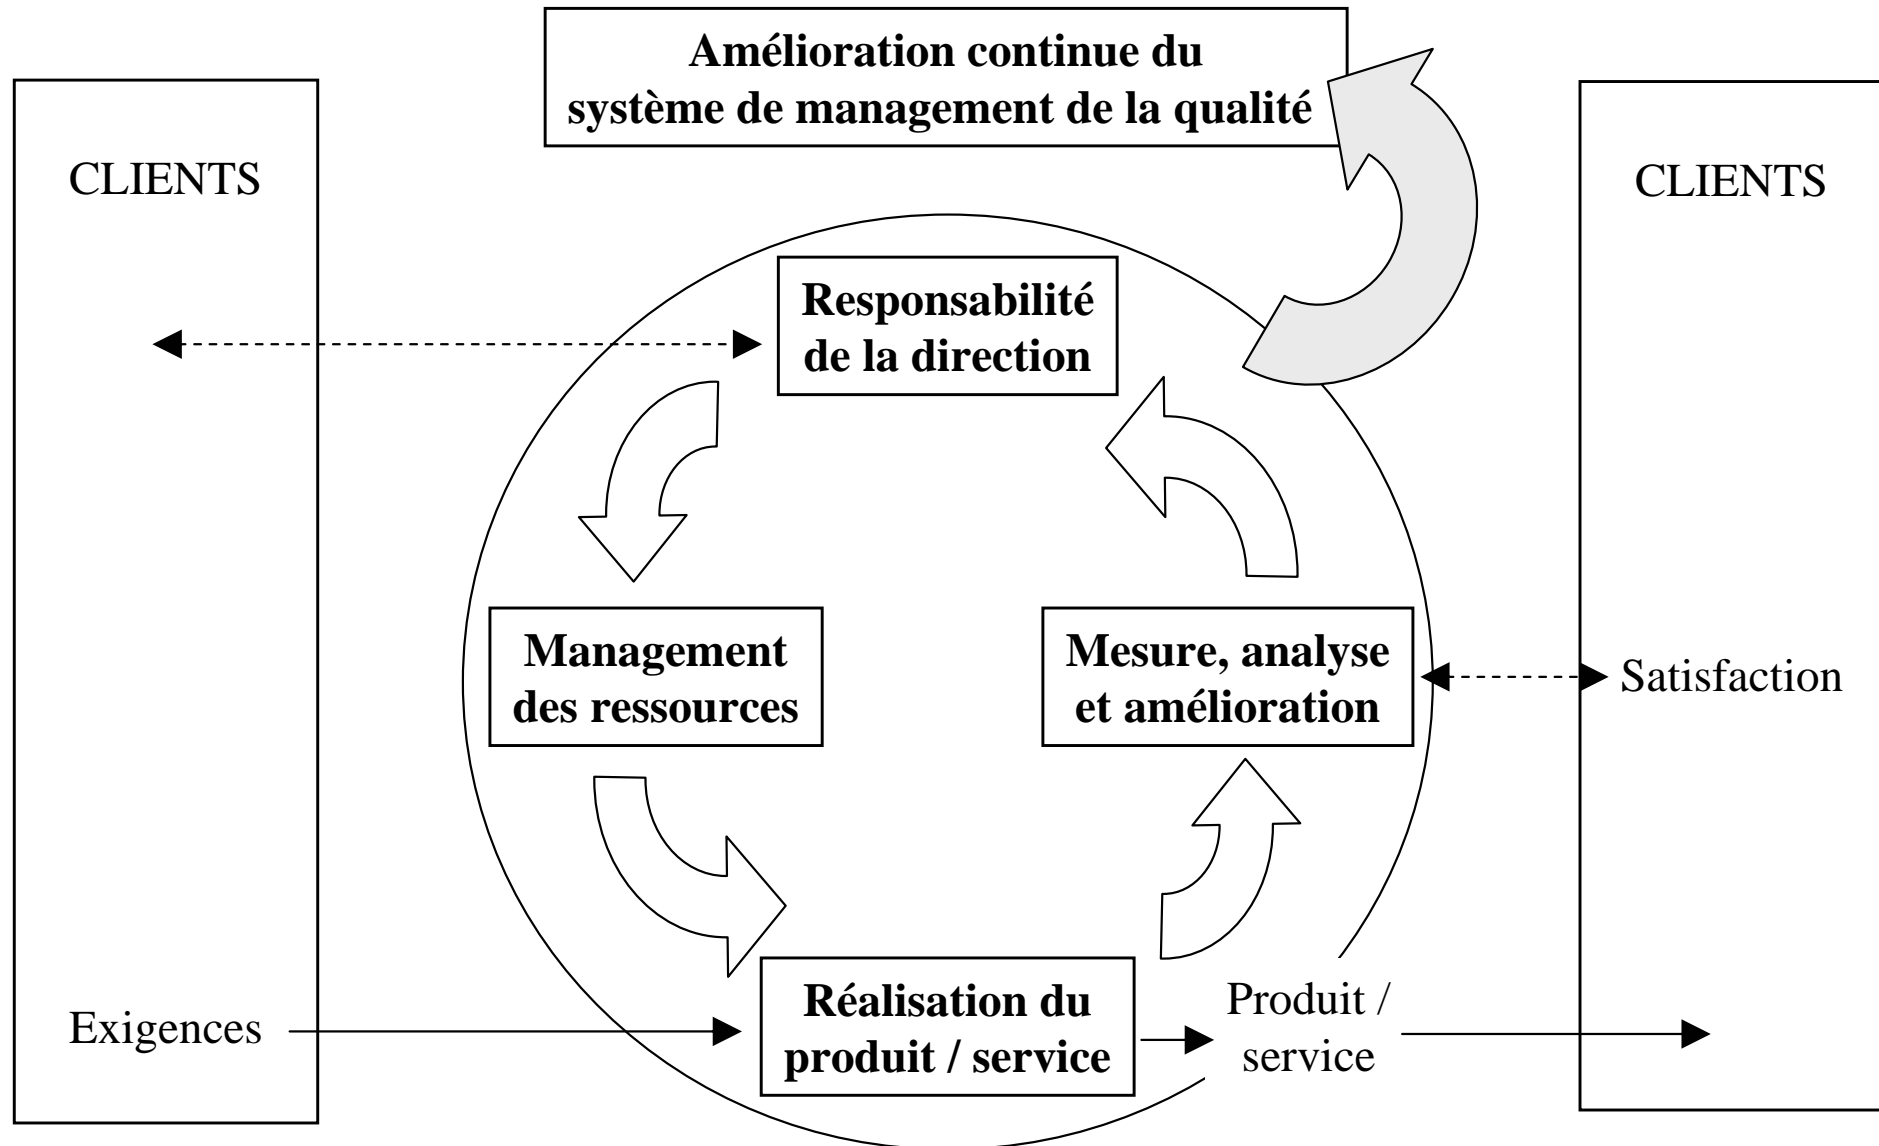 Amélioration continue du
système de management de la qualité
CLIENTS
CLIENTS
Responsabilité
de la direction
Management
des ressources
Mesure, analyse
et amélioration
Satisfaction
Exigences
Réalisation du
produit / service
Produit /
service